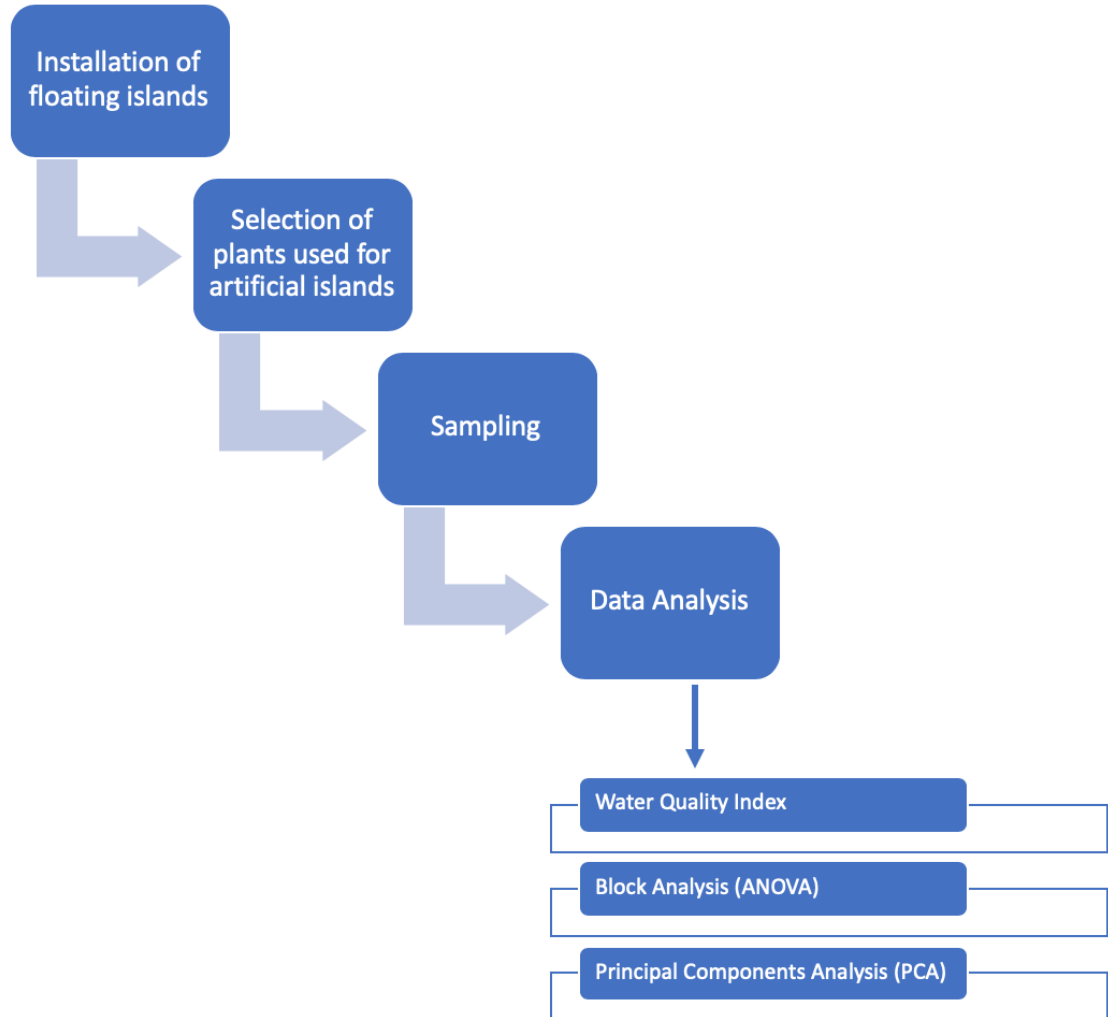 Installation of
floating islands
Selection of
plants used for
artificial islands
Sampling
Data Analysis
Water Quality Index
Block Analysis (ANOVA)
Principal Components Analysis (PCA)